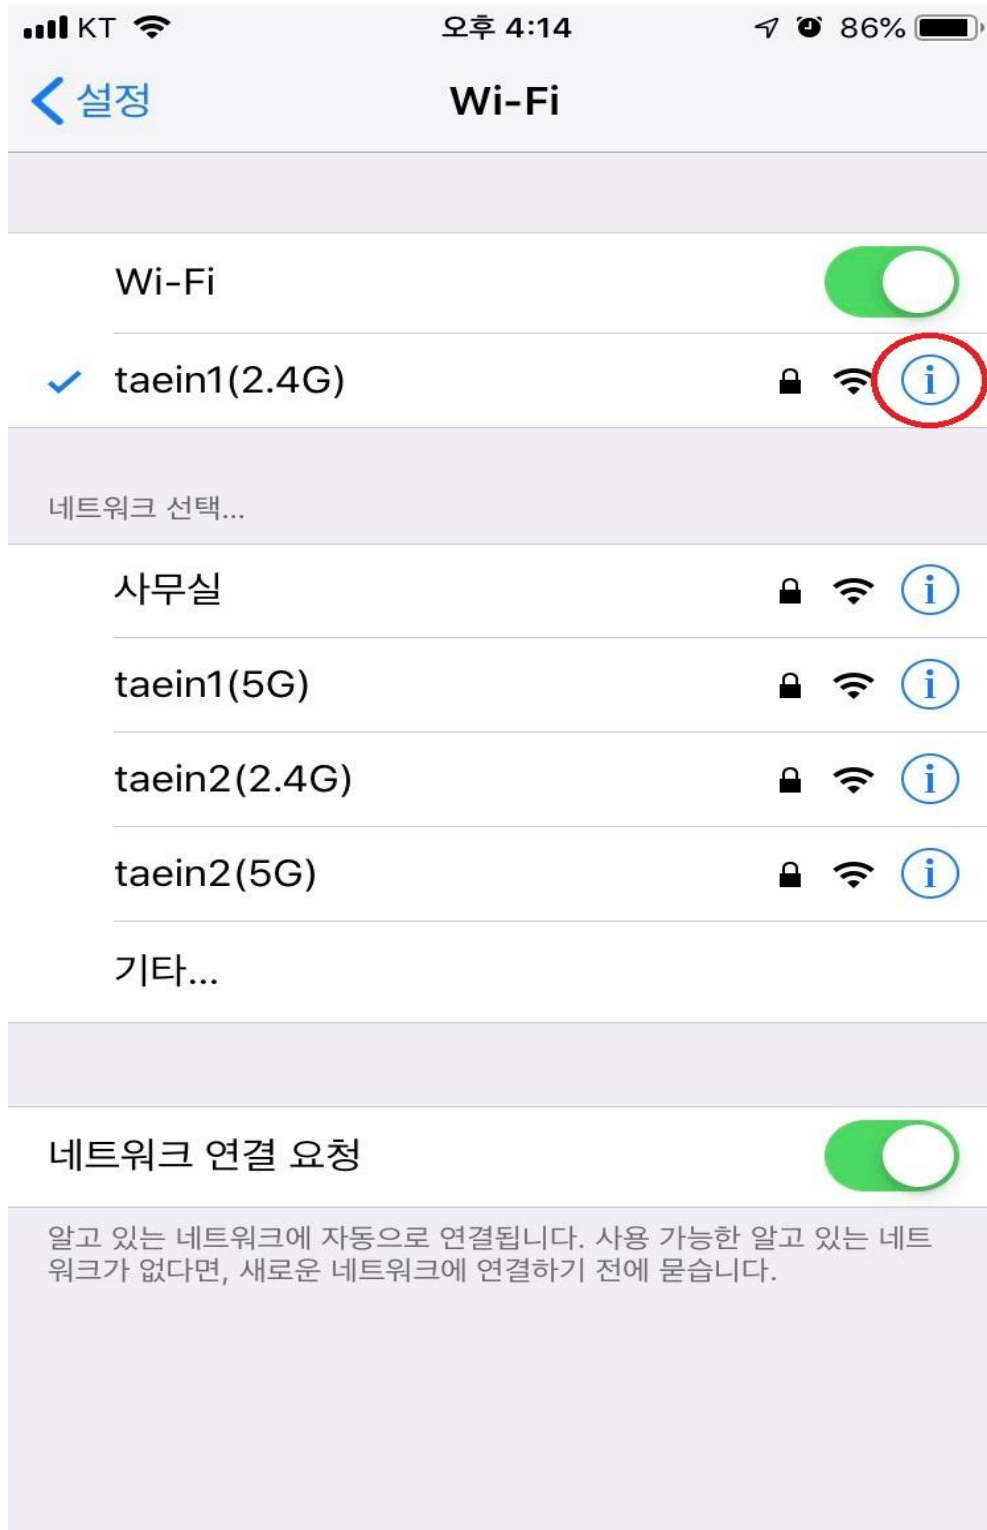 KT 오후 4:14 86%
설정 Wi-Fi
Wi-Fi
taein1(2.4G)
네트워크 선택...
사무실
taein1(5G)
taein2(2.4G)
taein2(5G)
기타...
네트워크 연결 요청
알고 있는 네트워크에 자동으로 연결됩니다. 사용 가능한 알고 있는 네트
워크가 없다면, 새로운 네트워크에 연결하기 전에 묻습니다.